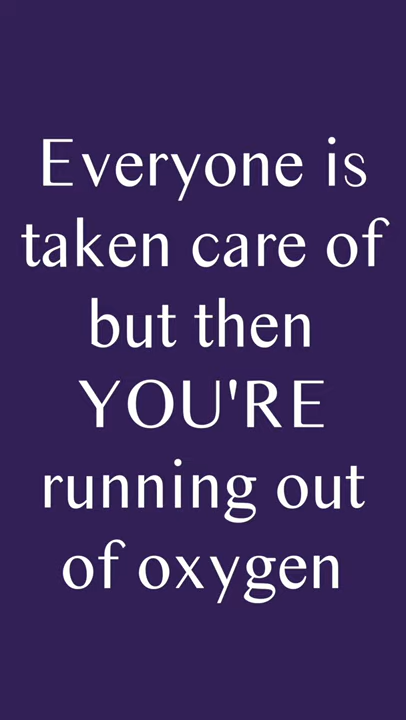 Everyone is
taken care of
but then
YOU'RE
running out
of oxygen